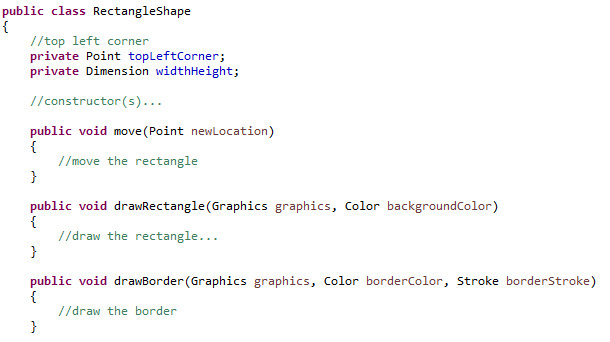 public class RectangleShape
{
    //top left corner
    private Point topLeftCorner;
    private Dimension widthHeight;

    //constructor(s)...

    public void move(Point newLocation)
    {
        //move the rectangle
    }

    public void drawRectangle(Graphics graphics, Color backgroundColor)
    {
        //draw the rectangle...
    }

    public void drawBorder(Graphics graphics, Color borderColor, Stroke borderStroke)
    {
        //draw the border
    }